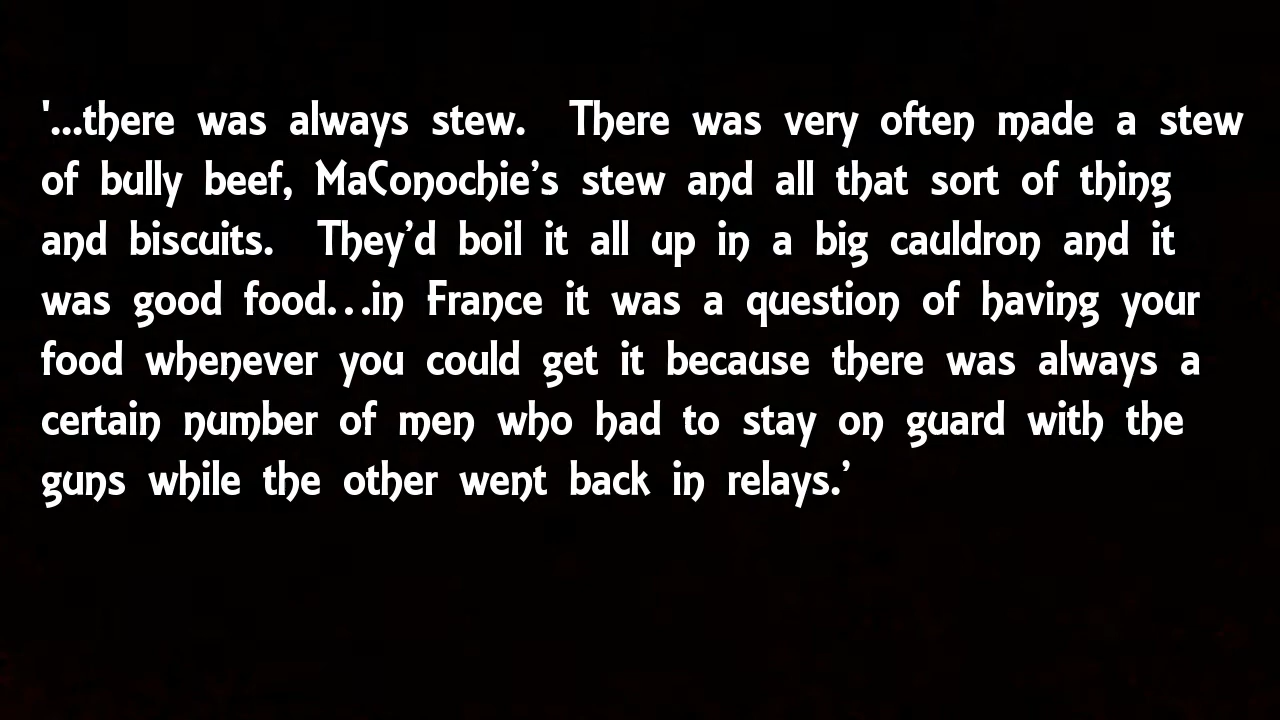 '...there was always stew.  There was very often made a stew
of bully beef, MaConochie’s stew and all that sort of thing
and biscuits.  They’d boil it all up in a big cauldron and it
was good food…in France it was a question of having your
food whenever you could get it because there was always a
certain number of men who had to stay on guard with the
guns while the other went back in relays.’